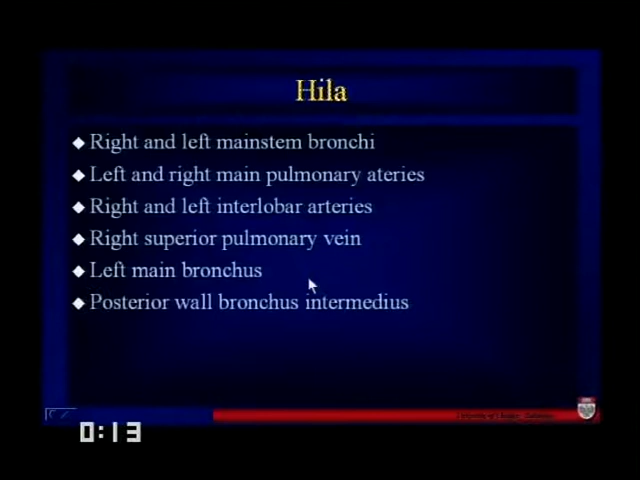 Hila
Right and left mainstem bronchi
Left and right main pulmonary ateries
Right and left interlobar arteries
Right superior pulmonary vein
Left main bronchus
Posterior wall bronchus intermedius
0:13